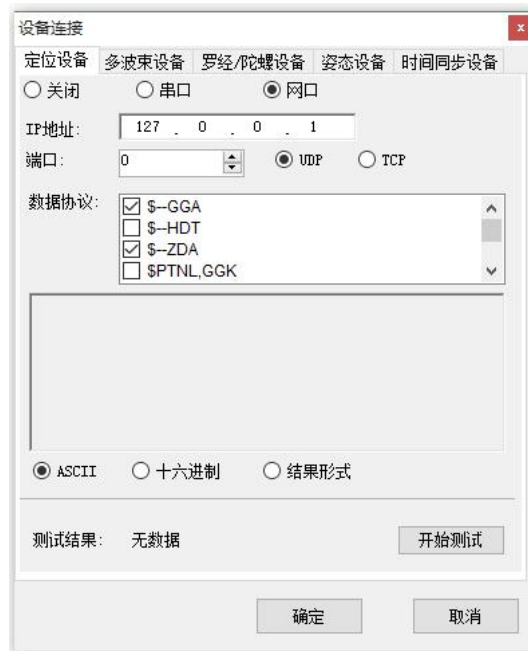 设备连接
x
定位设备 多波束设备 罗经/陀螺设备 姿态设备 时间同步设备
关闭 串口 网口
IP地址: 127 . 0 . 0 . 1
端口: 0 UDP TCP
数据协议: $--GGA
$--HDT
$--ZDA
$PTNL,GGK
ASCII 十六进制 结果形式
测试结果: 无数据 开始测试
确定 取消